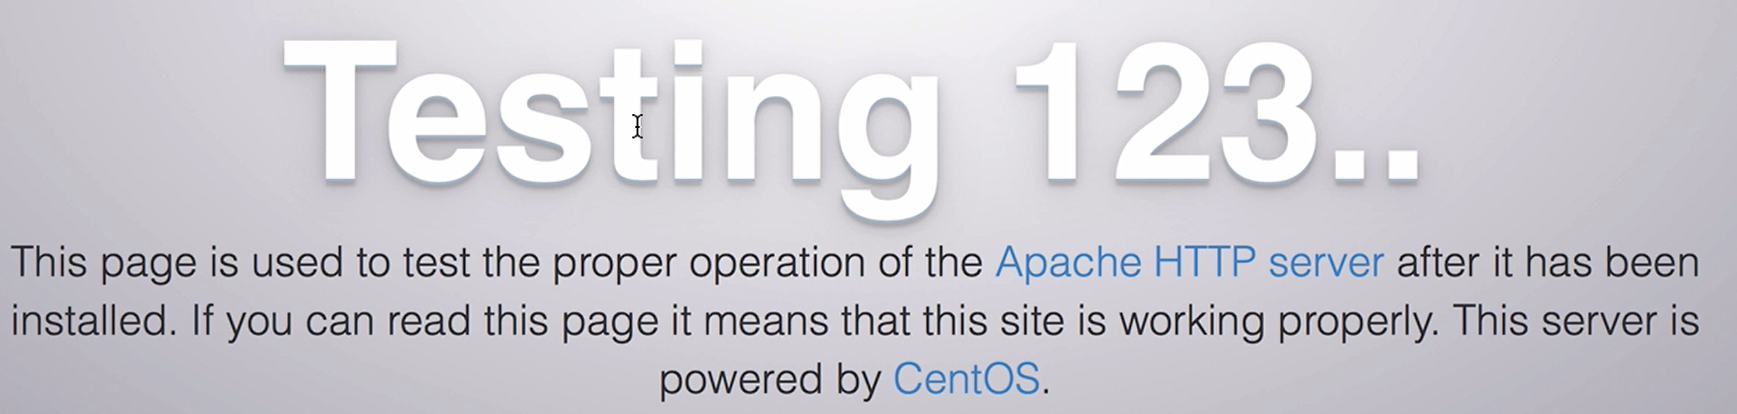 Testing 123..
This page is used to test the proper operation of the Apache HTTP server after it has been
installed. If you can read this page it means that this site is working properly. This server is
powered by CentOS.